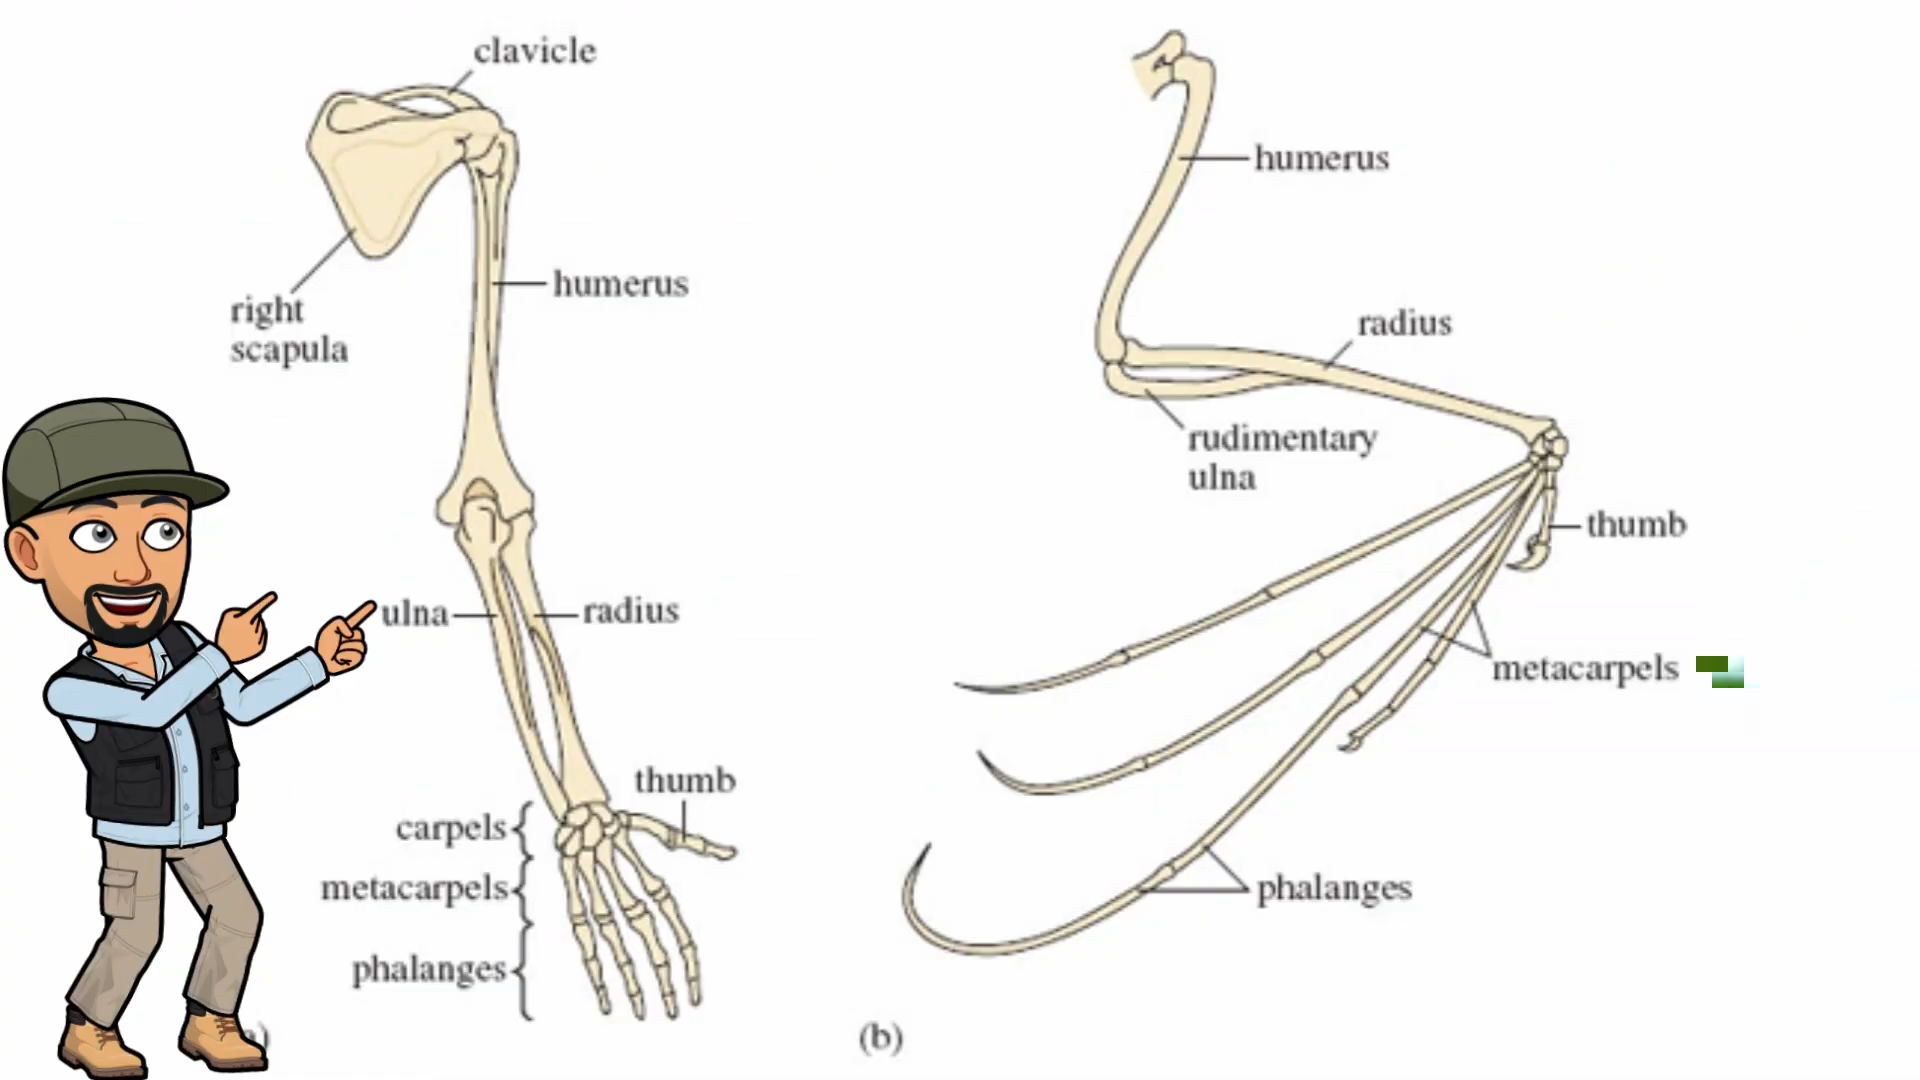 clavicle
right
scapula
humerus
ulna
radius
thumb
carpels
metacarpels
phalanges
humerus
radius
rudimentary
ulna
thumb
metacarpels
phalanges
(b)